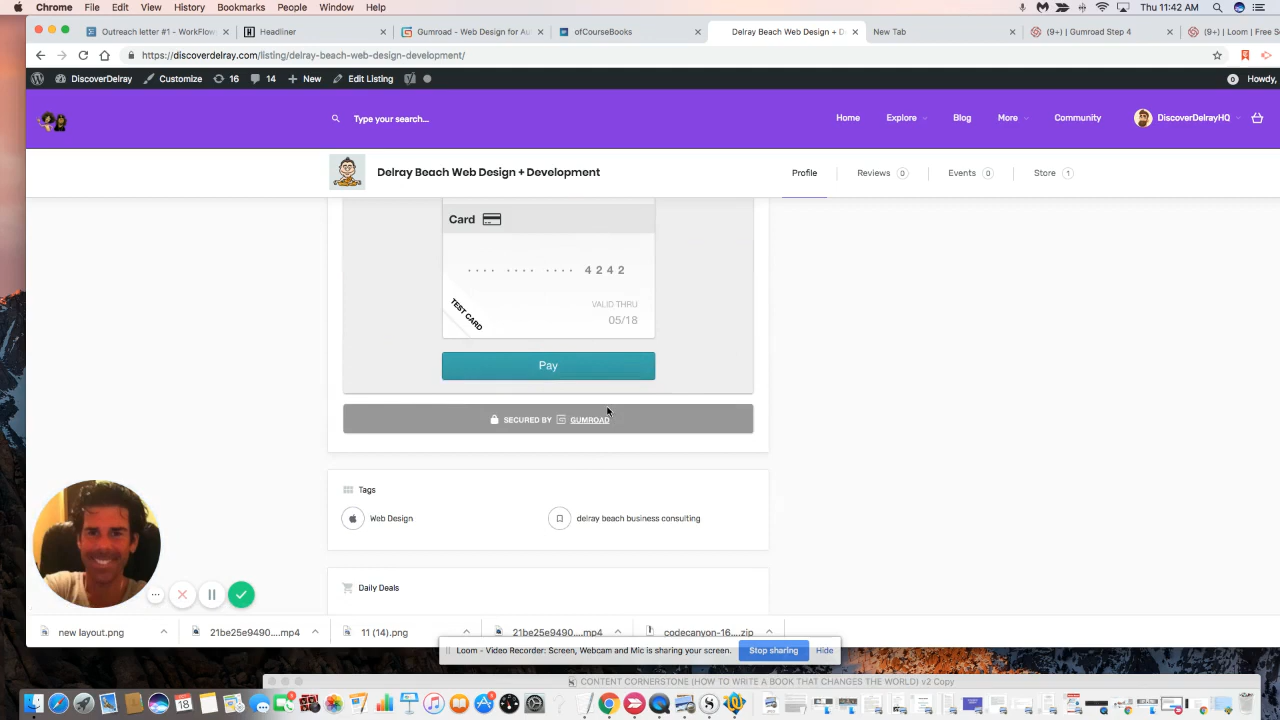 Chrome File Edit View History Bookmarks People Window Help Thu 11:42 AM
Outreach letter #1 - WorkFlow Headliner Gumroad - Web Design for Au ofCourseBooks Delray Beach Web Design + D New Tab (9+) | Gumroad Step 4 (9+) | Loom | Free S
https://discoverdelray.com/listing/delray-beach-web-design-development/
DiscoverDelray Customize 16 14 New Edit Listing 0 Howdy,
Type your search... Home Explore Blog More Community DiscoverDelrayHQ
Delray Beach Web Design + Development Profile Reviews 0 Events 0 Store 1
Card
.... .... .... 4242
VALID THRU
TEST CARD
05/18
Pay
SECURED BY GUMROAD
Tags
Web Design delray beach business consulting
Daily Deals
new layout.png 21be25e9490....mp4 11 (14).png 21be25e9490....mp4 codecanyon-16....zip
Loom - Video Recorder: Screen, Webcam and Mic is sharing your screen. Stop sharing Hide
CONTENT CORNERSTONE (HOW TO WRITE A BOOK THAT CHANGES THE WORLD) v2 Copy